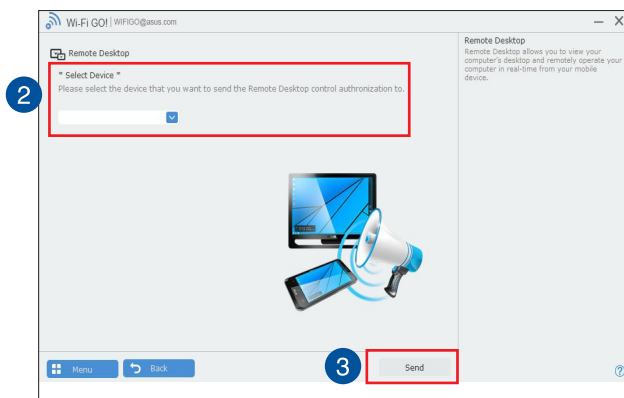 Wi-Fi GO! | WIFIGO@asus.com
Remote Desktop
2
* Select Device *
Please select the device that you want to send the Remote Desktop control authronization to.
Remote Desktop
Remote Desktop allows you to view your
computer's desktop and remotely operate your
computer in real-time from your mobile
device.
Menu
Back
3
Send
?